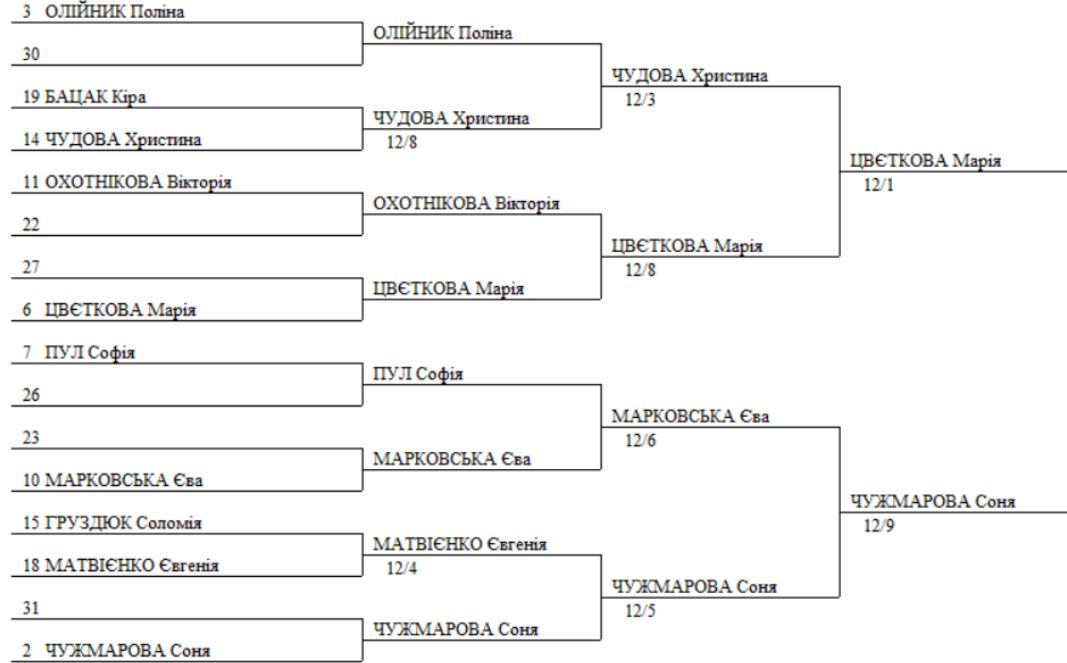 3 ОЛІЙНИК Поліна
30
19 БАЦАК Кіра
14 ЧУДОВА Христина
11 ОХОТНІКОВА Вікторія
22
27
6 ЦВЄТКОВА Марія
7 ПУЛ Софія
26
23
10 МАРКОВСЬКА Єва
15 ГРУЗДЮК Соломія
18 МАТВІЄНКО Євгенія
31
2 ЧУЖМАРОВА Соня
ОЛІЙНИК Поліна
ЧУДОВА Христина
12/8
ОХОТНІКОВА Вікторія
ЦВЄТКОВА Марія
ПУЛ Софія
МАРКОВСЬКА Єва
МАТВІЄНКО Євгенія
12/4
ЧУЖМАРОВА Соня
ЧУДОВА Христина
12/3
ЦВЄТКОВА Марія
12/8
МАРКОВСЬКА Єва
12/6
ЧУЖМАРОВА Соня
12/5
ЦВЄТКОВА Марія
12/1
ЧУЖМАРОВА Соня
12/9